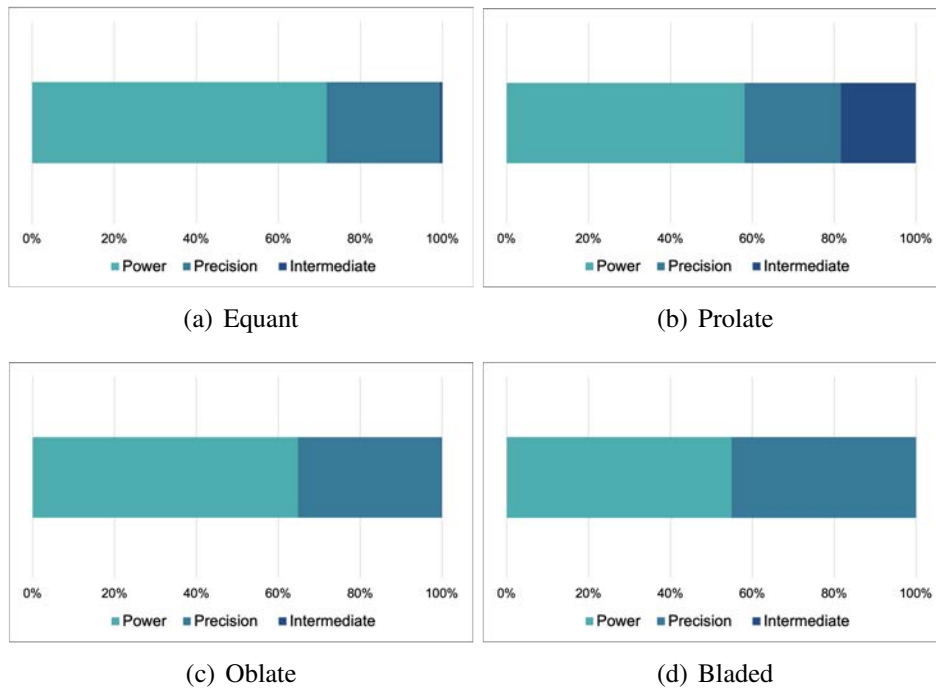 0% 20% 40% 60% 80% 100%
Power Precision Intermediate
(a) Equant
0% 20% 40% 60% 80% 100%
Power Precision Intermediate
(b) Prolate
0% 20% 40% 60% 80% 100%
Power Precision Intermediate
(c) Oblate
0% 20% 40% 60% 80% 100%
Power Precision Intermediate
(d) Bladed